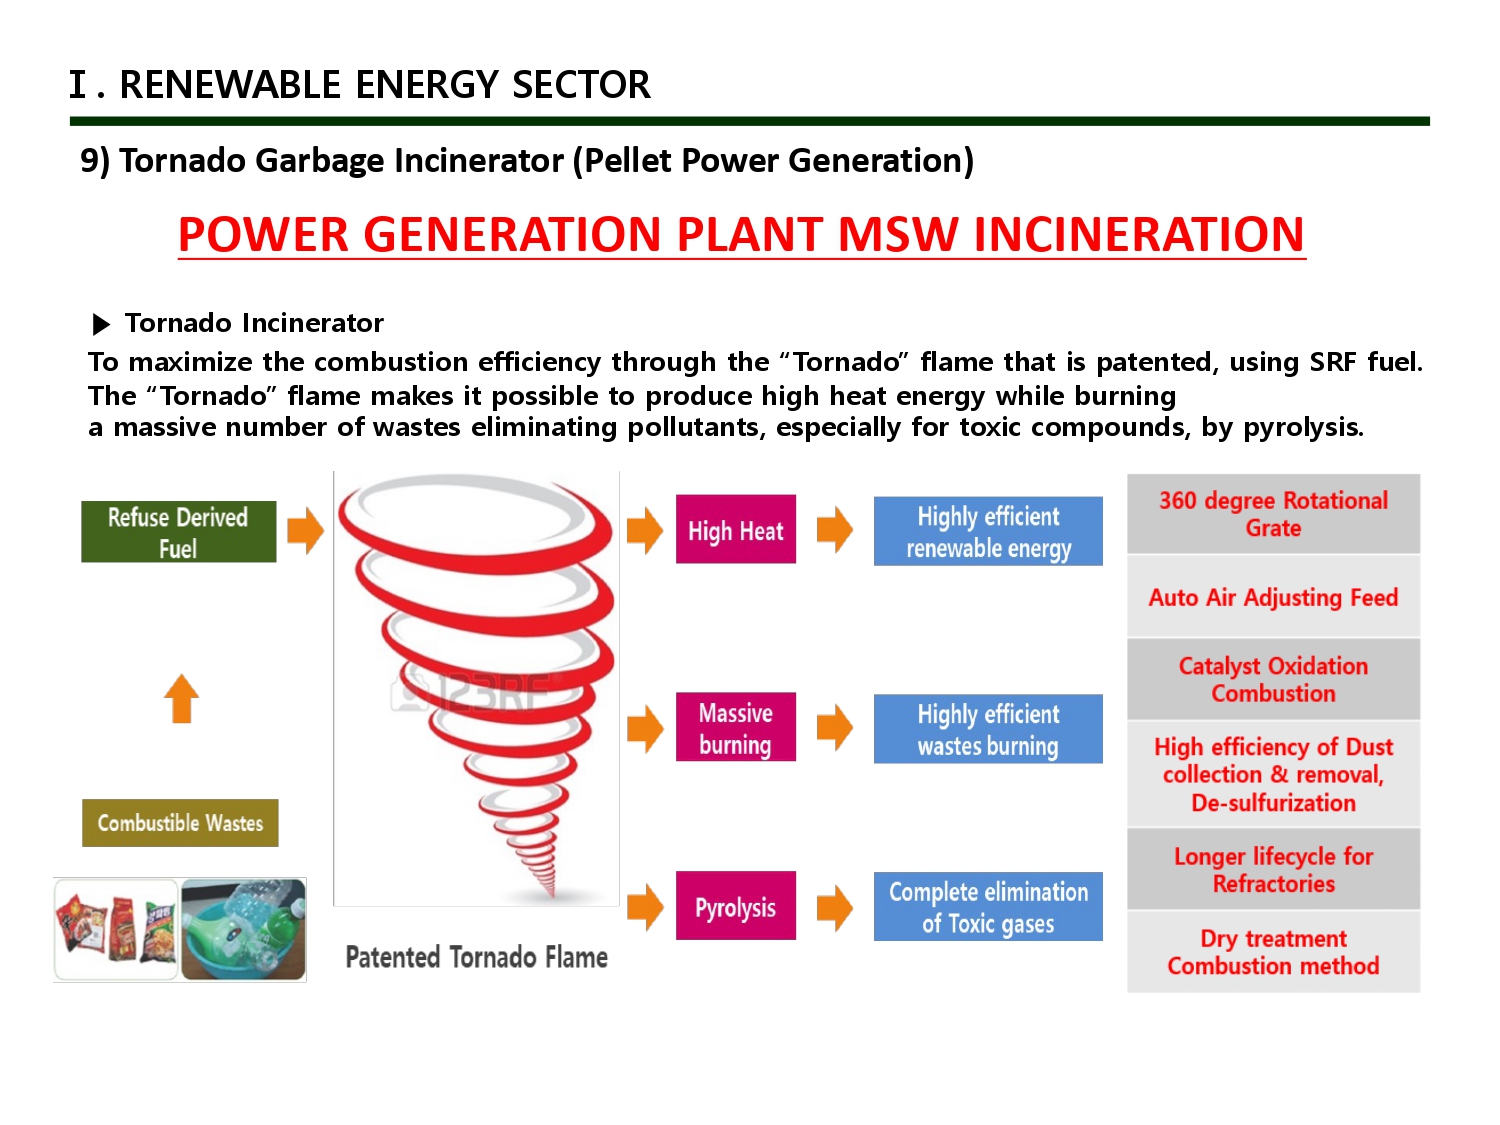 I . RENEWABLE ENERGY SECTOR
9) Tornado Garbage Incinerator (Pellet Power Generation)
POWER GENERATION PLANT MSW INCINERATION
▶ Tornado Incinerator
To maximize the combustion efficiency through the “Tornado” flame that is patented, using SRF fuel.
The “Tornado” flame makes it possible to produce high heat energy while burning
a massive number of wastes eliminating pollutants, especially for toxic compounds, by pyrolysis.
Refuse Derived
Fuel
Combustible Wastes
123RF
Patented Tornado Flame
High Heat
Highly efficient
renewable energy
Massive
burning
Highly efficient
wastes burning
Pyrolysis
Complete elimination
of Toxic gases
360 degree Rotational
Grate
Auto Air Adjusting Feed
Catalyst Oxidation
Combustion
High efficiency of Dust
collection & removal,
De-sulfurization
Longer lifecycle for
Refractories
Dry treatment
Combustion method